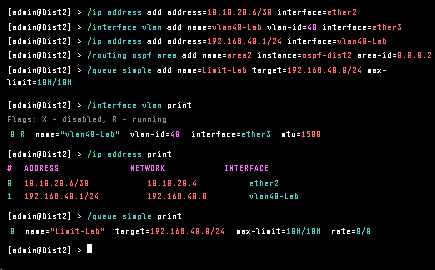 [admin@Dist2] > /ip address add address=10.10.20.6/30 interface=ether2
[admin@Dist2] > /interface vlan add name=vlan40-Lab vlan-id=40 interface=ether3
[admin@Dist2] > /ip address add address=192.168.40.1/24 interface=vlan40-Lab
[admin@Dist2] > /routing ospf area add name=area2 instance=ospf-dist2 area-id=0.0.0.2
[admin@Dist2] > /queue simple add name=Limit-Lab target=192.168.40.0/24 max-
limit=10M/10M
[admin@Dist2] > /interface vlan print
Flags: X - disabled, R - running
0 R name="vlan40-Lab" vlan-id=40 interface=ether3 mtu=1500
[admin@Dist2] > /ip address print
# ADDRESS NETWORK INTERFACE
0 10.10.20.6/30 10.10.20.4 ether2
1 192.168.40.1/24 192.168.40.0 vlan40-Lab
[admin@Dist2] > /queue simple print
0 name="Limit-Lab" target=192.168.40.0/24 max-limit=10M/10M rate=0/0
[admin@Dist2] >